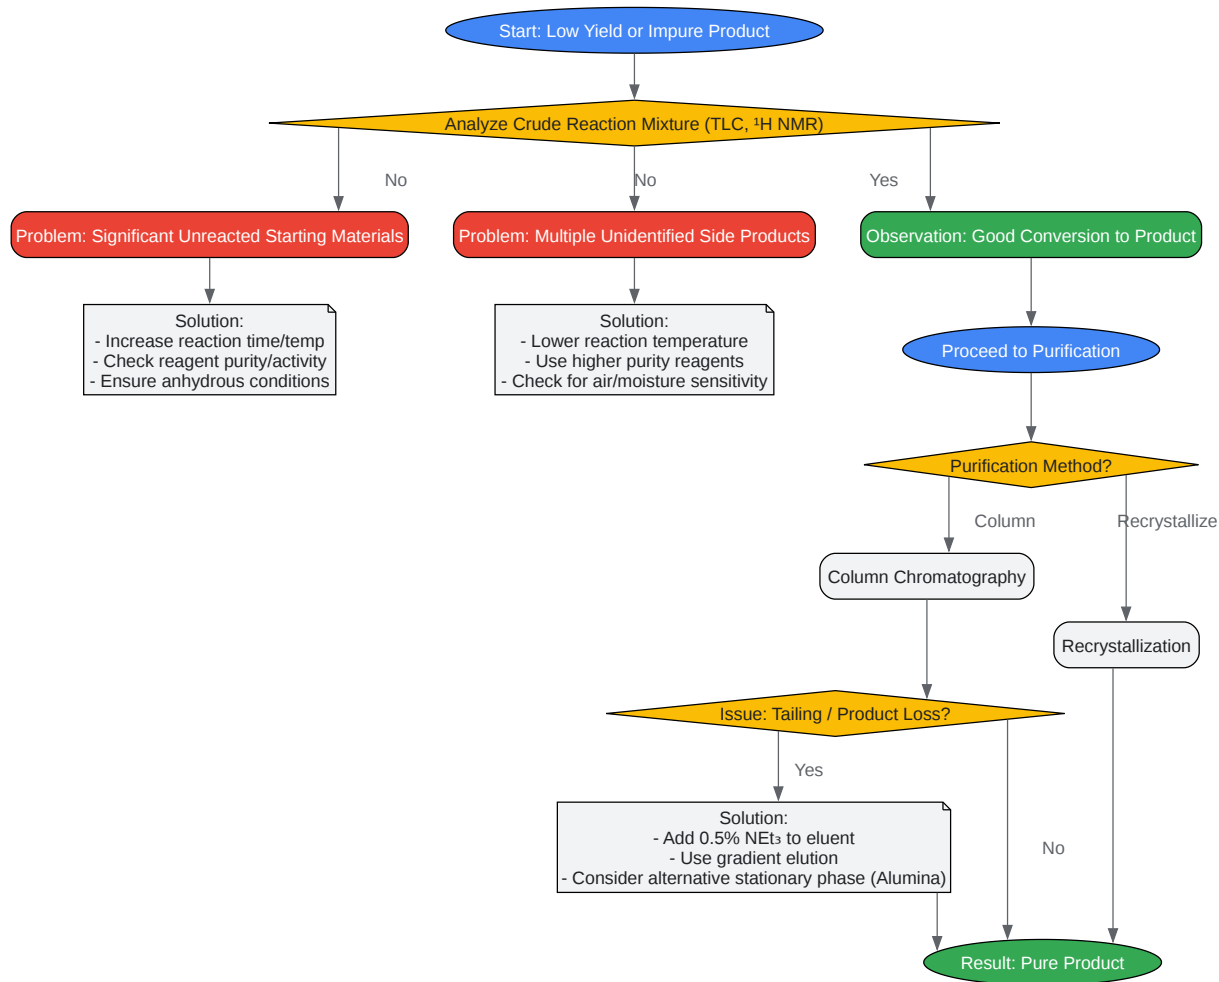 Start: Low Yield or Impure Product
Analyze Crude Reaction Mixture (TLC, ¹H NMR)
No
No
Yes
Problem: Significant Unreacted Starting Materials
Problem: Multiple Unidentified Side Products
Observation: Good Conversion to Product
Solution:
- Increase reaction time/temp
- Check reagent purity/activity
- Ensure anhydrous conditions
Solution:
- Lower reaction temperature
- Use higher purity reagents
- Check for air/moisture sensitivity
Proceed to Purification
Purification Method?
Column
Recrystallize
Column Chromatography
Recrystallization
Issue: Tailing / Product Loss?
Yes
Solution:
- Add 0.5% NEt₃ to eluent
- Use gradient elution
- Consider alternative stationary phase (Alumina)
No
Result: Pure Product